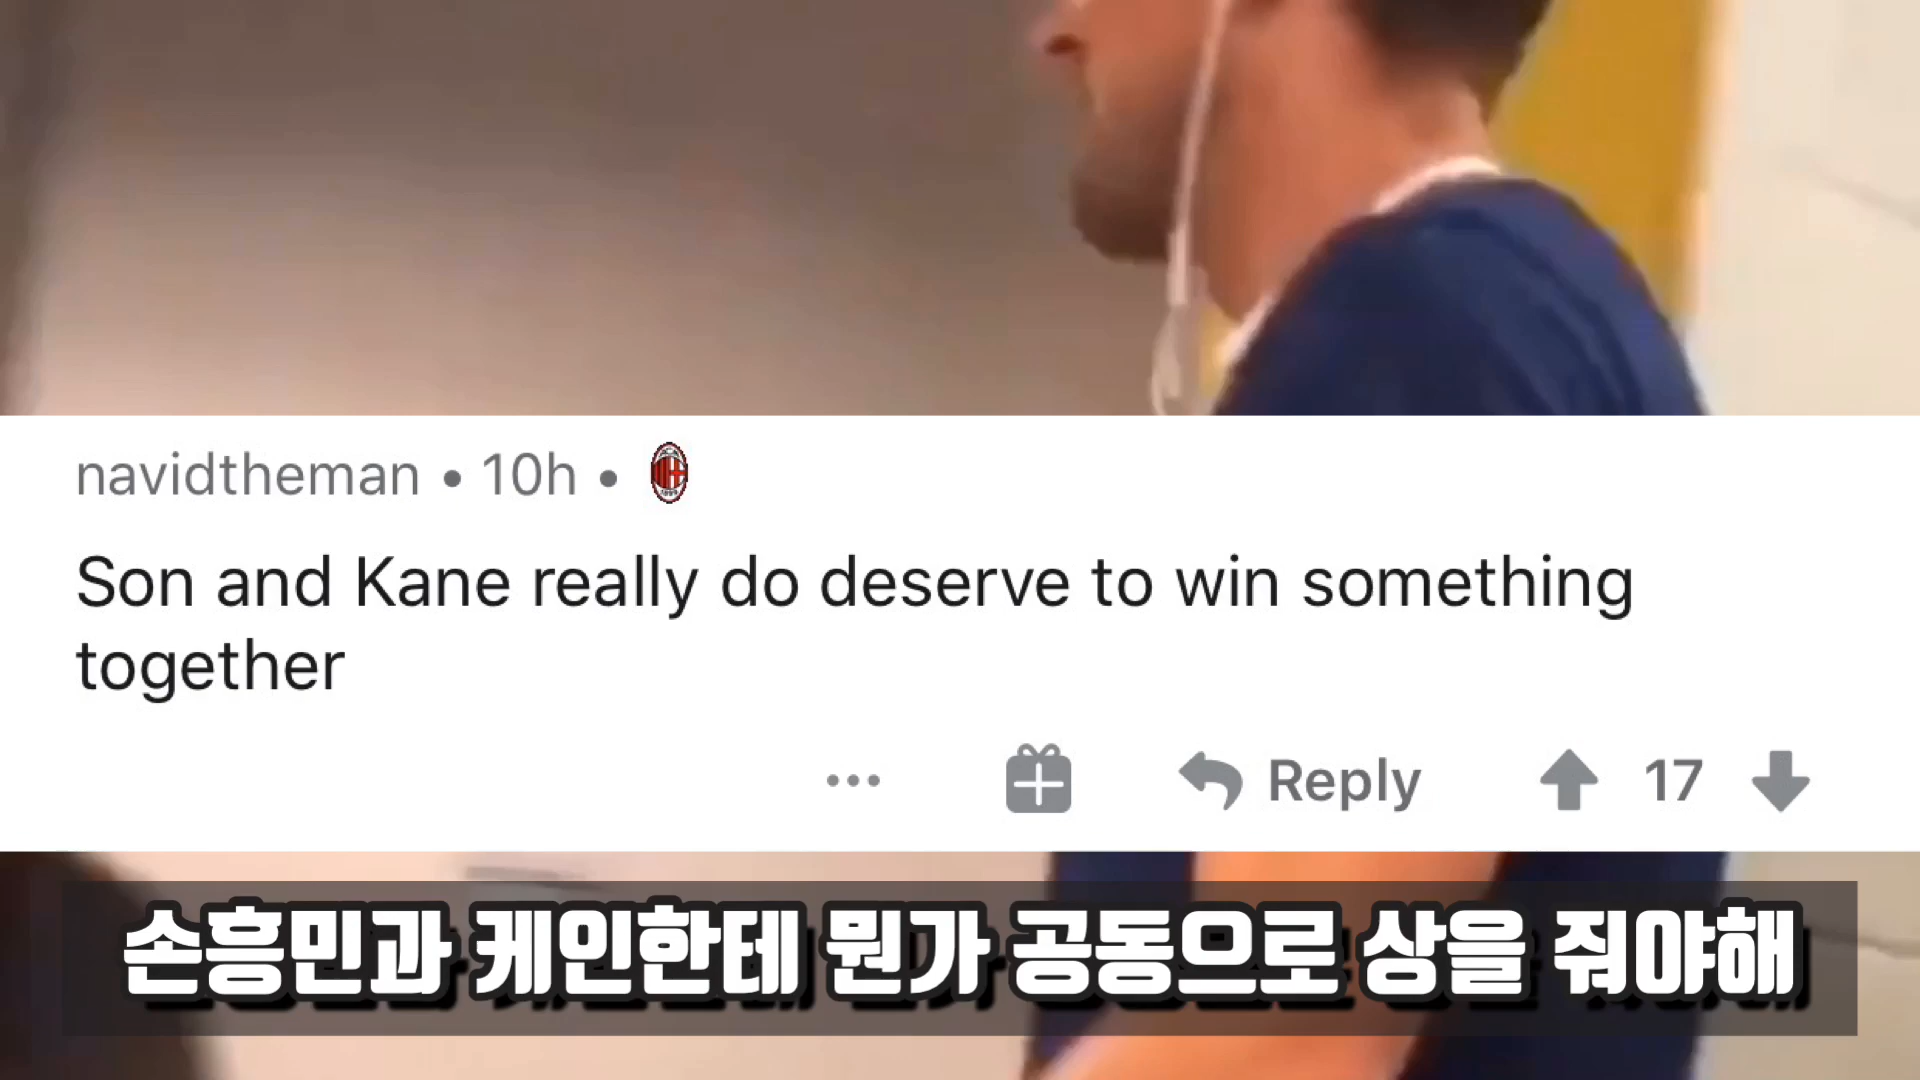 navidtheman • 10h •
Son and Kane really do deserve to win something
together
Reply 17
손흥민과 케인한테 뭔가 공동으로 상을 줘야해